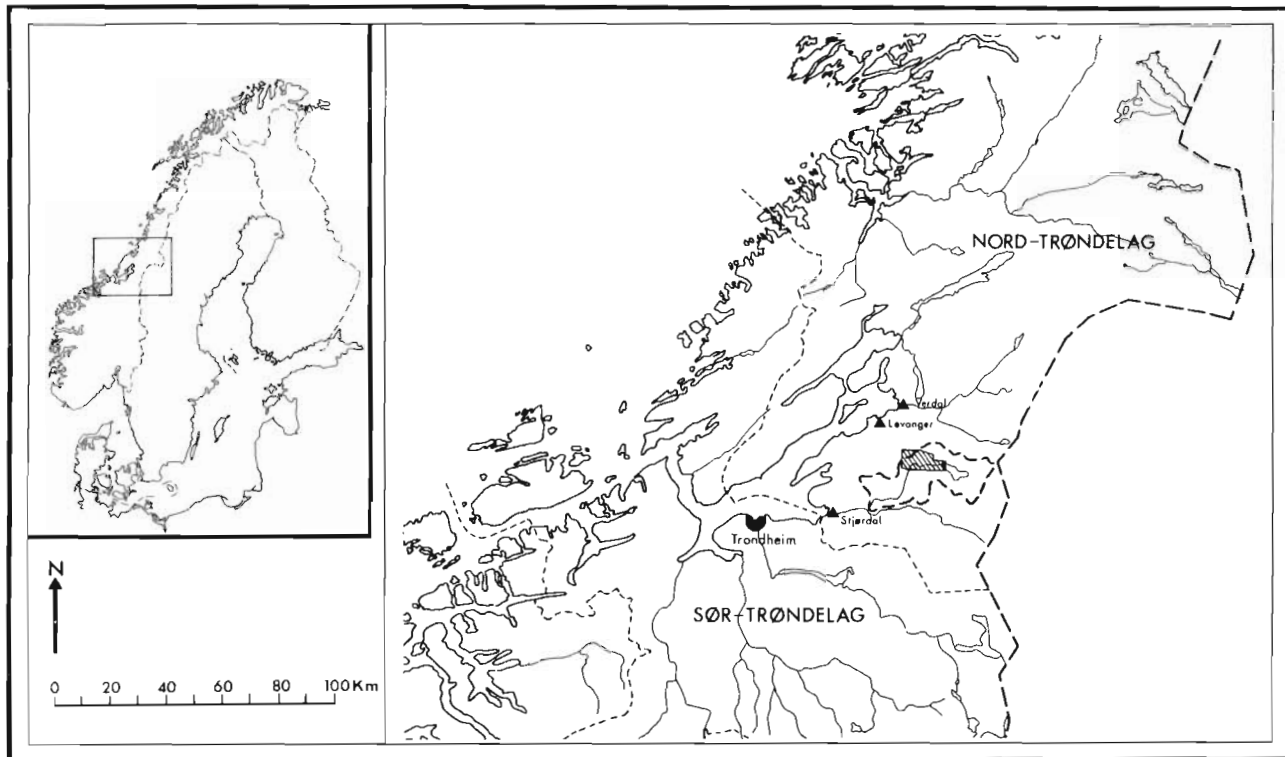 NORD-TRØNDELAG
Verdal
Levanger
Stjørdal
Trondheim
SØR-TRØNDELAG
N
0 20 40 60 80 100 Km